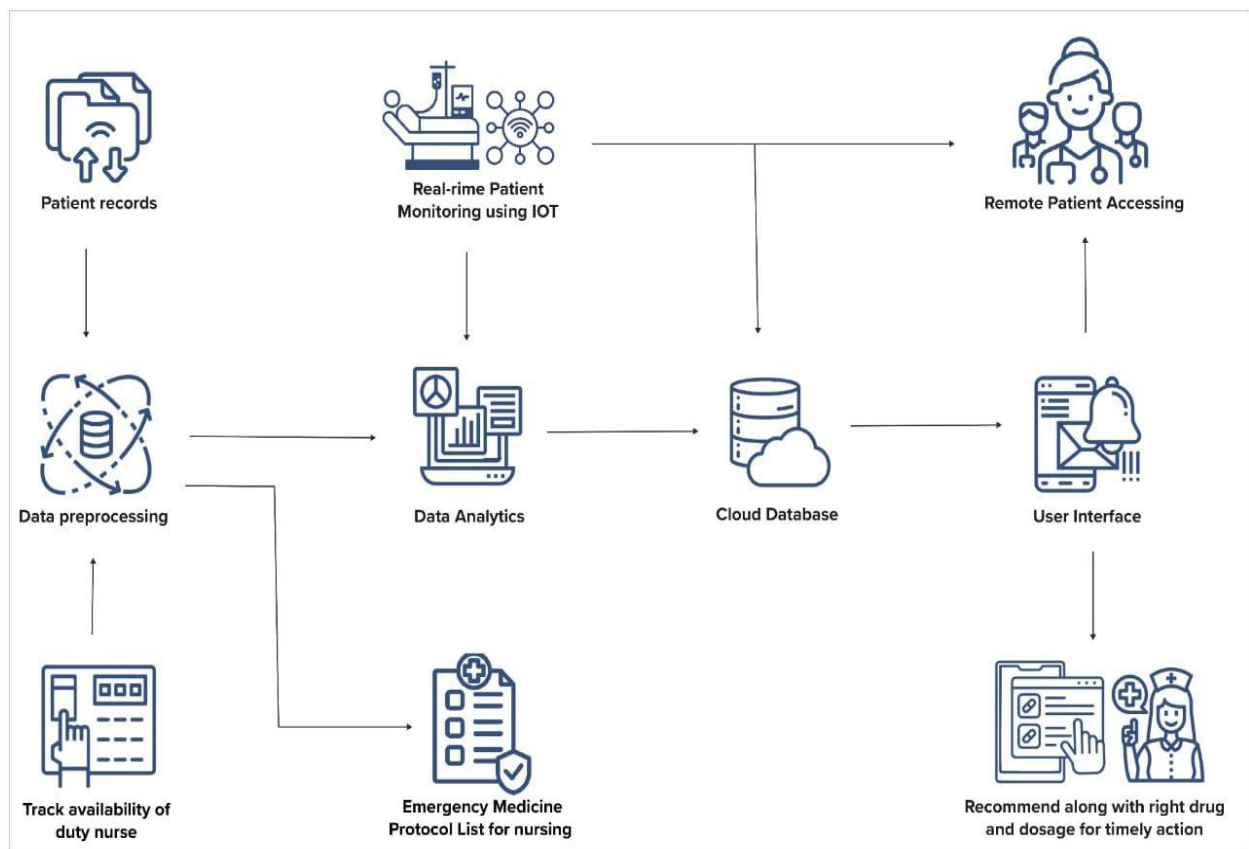 Patient records
Real-rime Patient
Monitoring using IOT
Remote Patient Accessing
Data preprocessing
Data Analytics
Cloud Database
User Interface
Track availability of
duty nurse
Emergency Medicine
Protocol List for nursing
Recommend along with right drug
and dosage for timely action